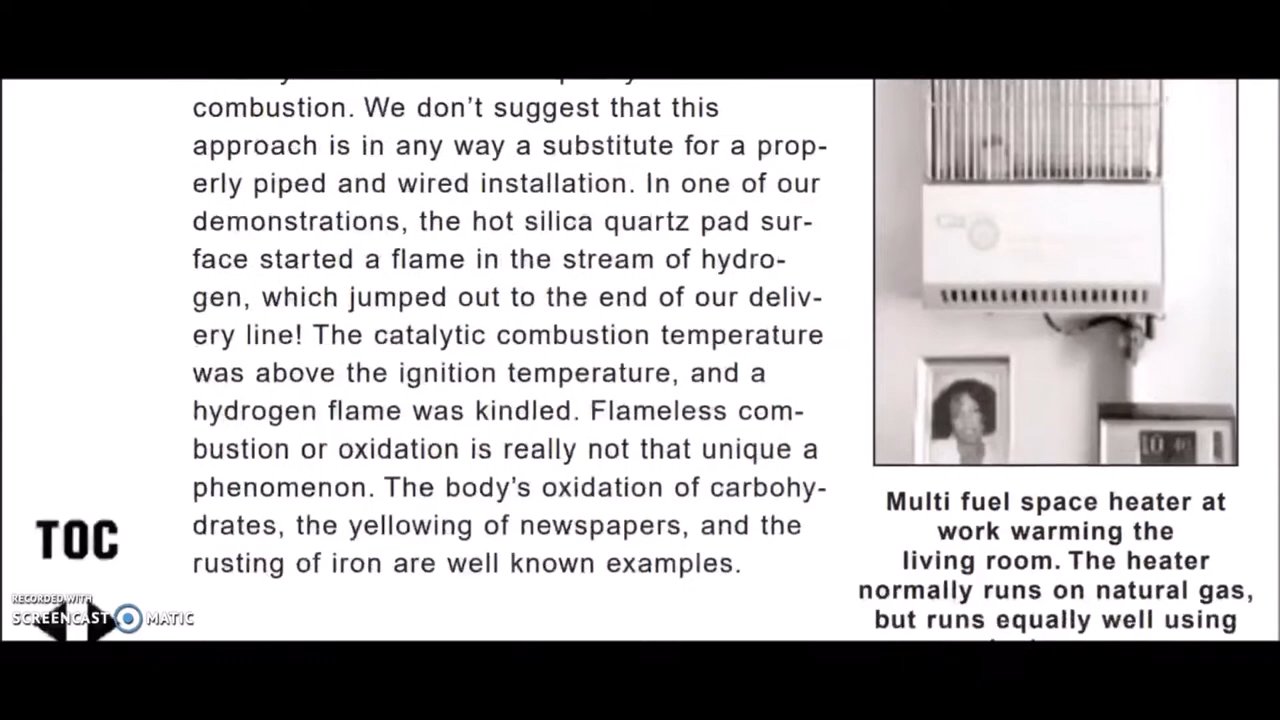 combustion. We don't suggest that this
approach is in any way a substitute for a prop-
erly piped and wired installation. In one of our
demonstrations, the hot silica quartz pad sur-
face started a flame in the stream of hydro-
gen, which jumped out to the end of our deliv-
ery line! The catalytic combustion temperature
was above the ignition temperature, and a
hydrogen flame was kindled. Flameless com-
bustion or oxidation is really not that unique a
phenomenon. The body's oxidation of carbohy-
drates, the yellowing of newspapers, and the
rusting of iron are well known examples.
Multi fuel space heater at
work warming the
living room. The heater
normally runs on natural gas,
but runs equally well using
TOC
RECORDED WITH
SCREENCAST MATIC